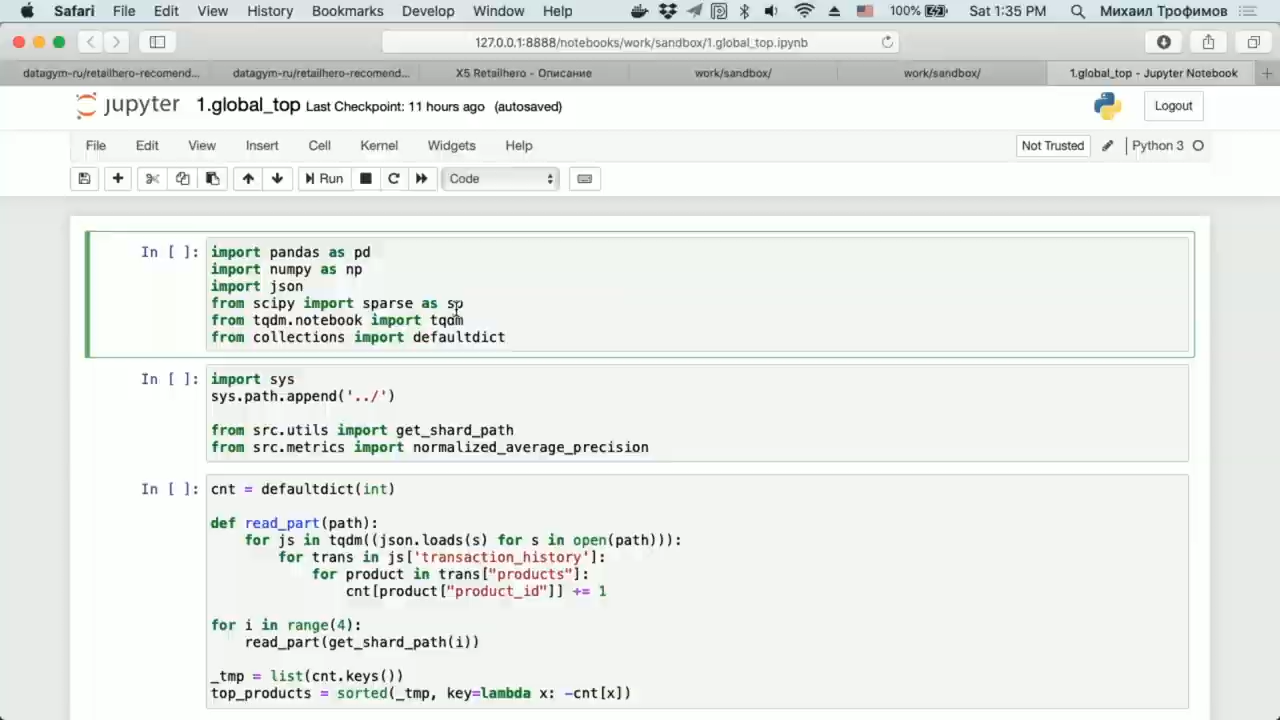 Safari File Edit View History Bookmarks Develop Window Help 100% Sat 1:35 PM Михаил Трофимов
127.0.0.1:8888/notebooks/work/sandbox/1.global_top.ipynb
datagym-ru/retailhero-recomend... datagym-ru/retailhero-recomend... X5 Retailhero - Описание work/sandbox/ work/sandbox/ 1.global_top - Jupyter Notebook
jupyter 1.global_top Last Checkpoint: 11 hours ago (autosaved) Logout
File Edit View Insert Cell Kernel Widgets Help Not Trusted Python 3
Run Code
In [ ]: import pandas as pd
import numpy as np
import json
from scipy import sparse as sp
from tqdm.notebook import tqdm
from collections import defaultdict
In [ ]: import sys
sys.path.append('../')
from src.utils import get_shard_path
from src.metrics import normalized_average_precision
In [ ]: cnt = defaultdict(int)
def read_part(path):
for js in tqdm((json.loads(s) for s in open(path))):
for trans in js['transaction_history']:
for product in trans["products"]:
cnt[product["product_id"]] += 1
for i in range(4):
read_part(get_shard_path(i))
_tmp = list(cnt.keys())
top_products = sorted(_tmp, key=lambda x: -cnt[x])